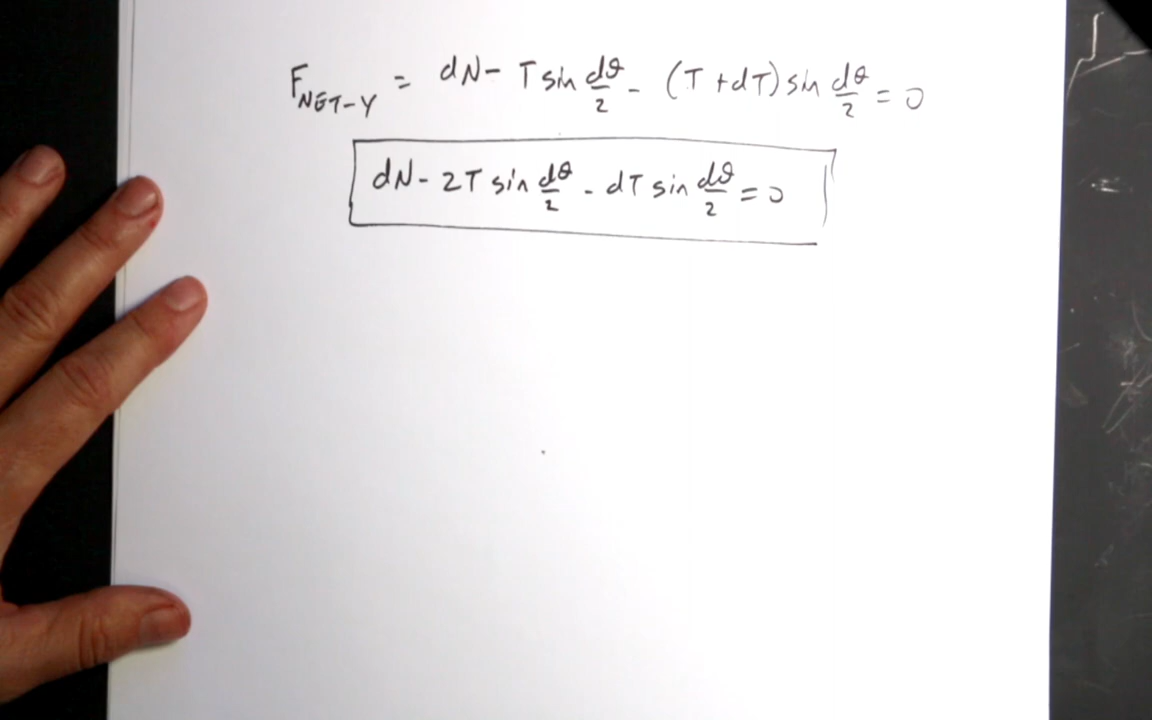 F_NET-Y = dN - T sin dθ/2 - (T + dT) sin dθ/2 = 0
dN - 2T sin dθ/2 - dT sin dθ/2 = 0